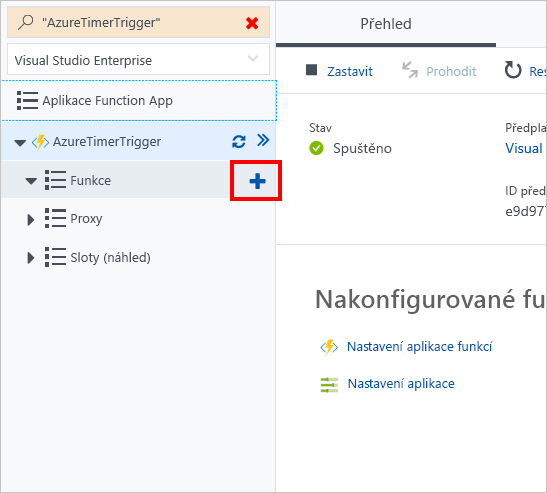 "AzureTimerTrigger"
Visual Studio Enterprise
Aplikace Function App
AzureTimerTrigger
Funkce
Proxy
Sloty (náhled)
Přehled
Zastavit
Prohodit
Res
Stav
Předpla
Spuštěno
Visual
ID před
e9d977
Nakonfigurované fu
Nastavení aplikace funkcí
Nastavení aplikace